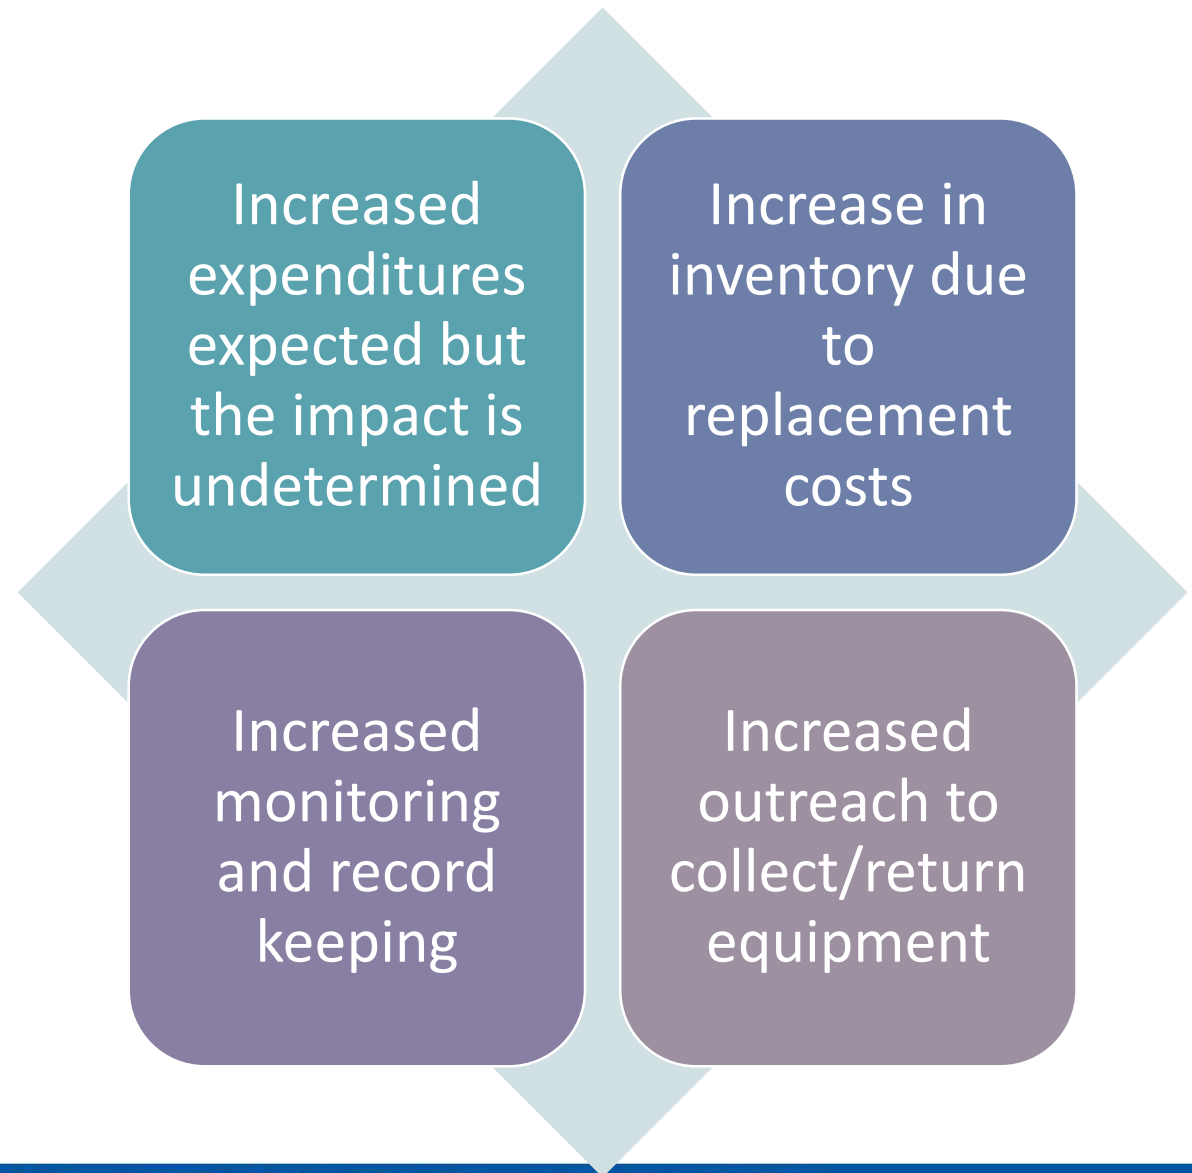 Increased
expenditures
expected but
the impact is
undetermined
Increase in
inventory due
to
replacement
costs
Increased
monitoring
and record
keeping
Increased
outreach to
collect/return
equipment